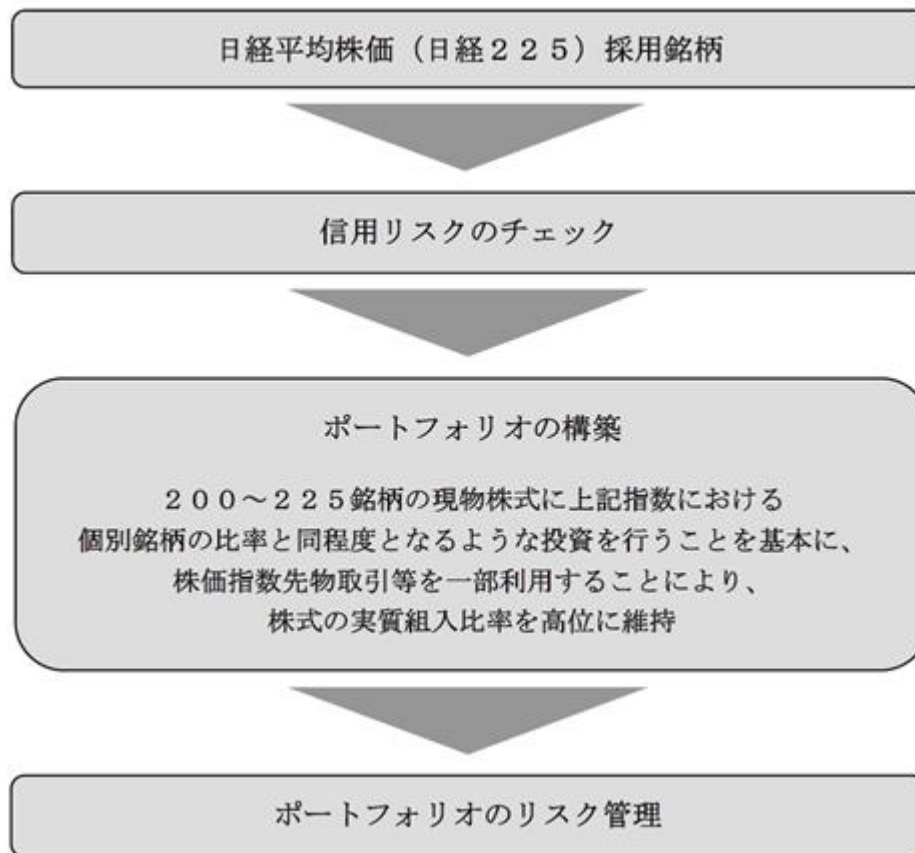 日経平均株価（日経２２５）採用銘柄
信用リスクのチェック
ポートフォリオの構築
２００～２２５銘柄の現物株式に上記指数における
個別銘柄の比率と同程度となるような投資を行うことを基本に、
株価指数先物取引等を一部利用することにより、
株式の実質組入比率を高位に維持
ポートフォリオのリスク管理